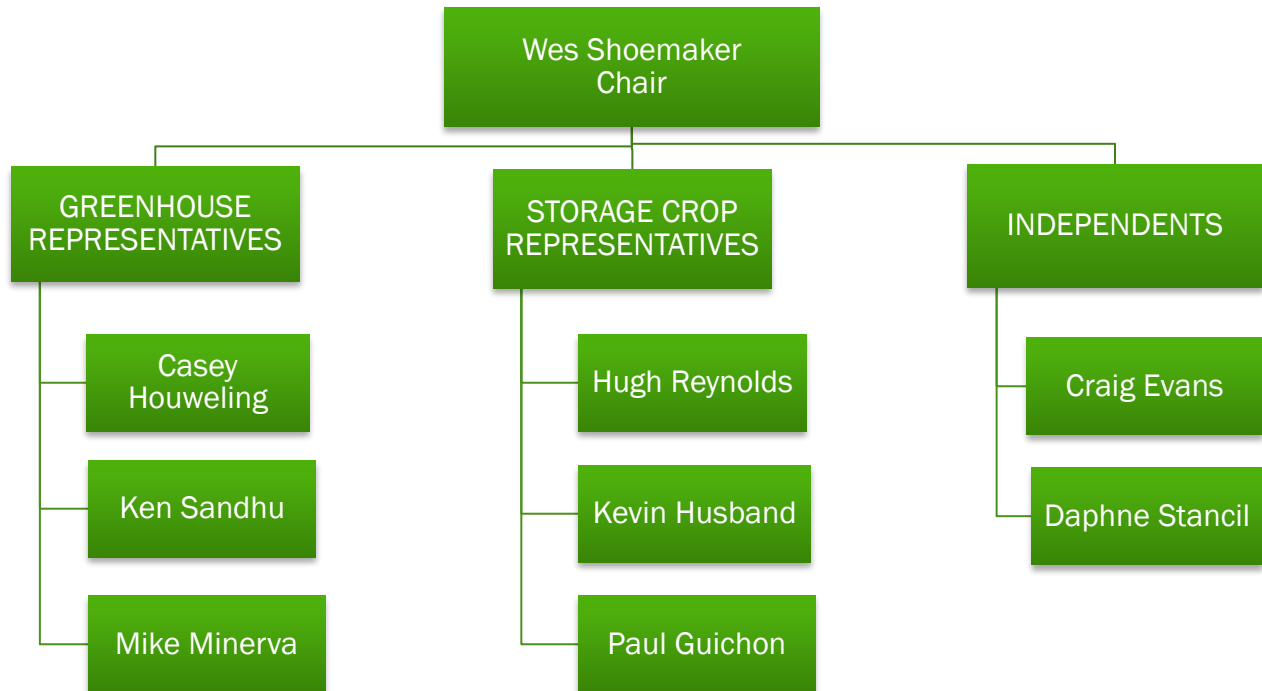 Wes Shoemaker
Chair
GREENHOUSE
REPRESENTATIVES
STORAGE CROP
REPRESENTATIVES
INDEPENDENTS
Casey
Houweling
Ken Sandhu
Mike Minerva
Hugh Reynolds
Kevin Husband
Paul Guichon
Craig Evans
Daphne Stancil